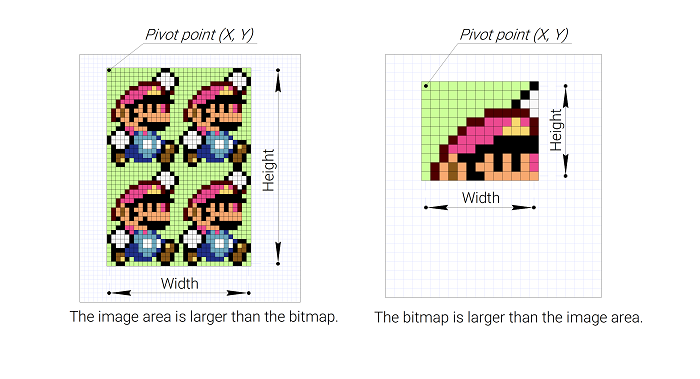 Pivot point (X, Y)
Height
Width
The image area is larger than the bitmap.
Pivot point (X, Y)
Height
Width
The bitmap is larger than the image area.